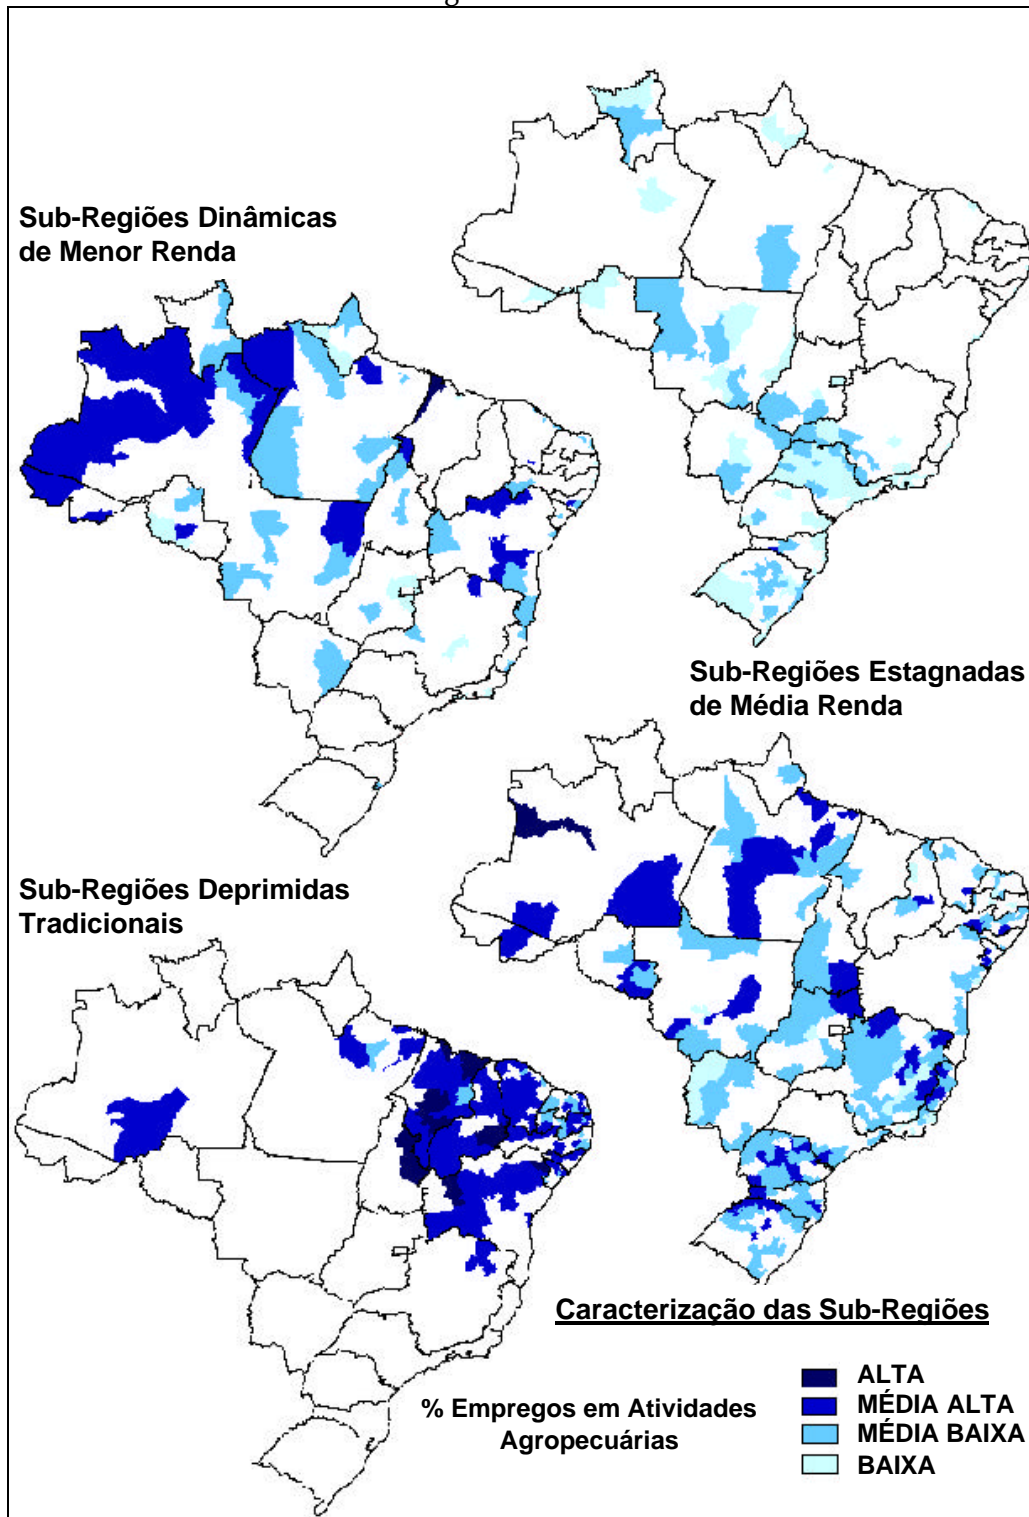 Sub-Regiões Dinâmicas
de Menor Renda
Sub-Regiões Estagnadas
de Média Renda
Sub-Regiões Deprimidas
Tradicionais
Caracterização das Sub-Regiões
% Empregos em Atividades
Agropecuárias
ALTA
MÉDIA ALTA
MÉDIA BAIXA
BAIXA